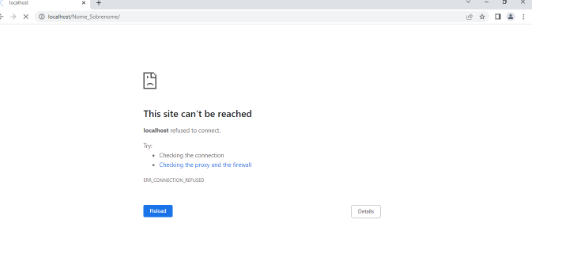 localhost
localhost/Nome_Sobrenome/
This site can't be reached
localhost refused to connect.
Try:
Checking the connection
Checking the proxy and the firewall
ERR_CONNECTION_REFUSED
Reload
Details